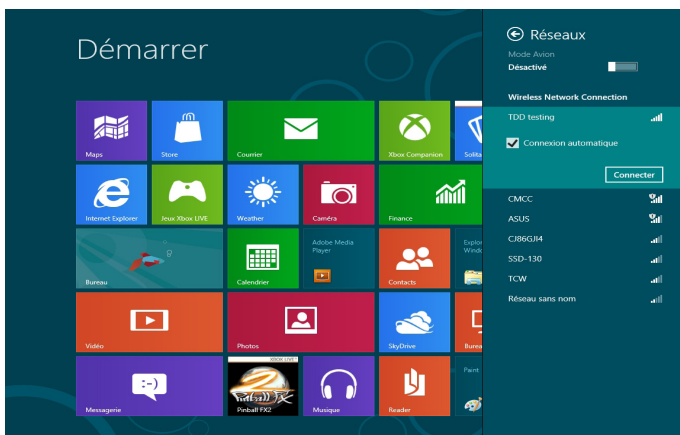 Démarrer
Maps
Store
Courrier
Xbox Companion
Solita
Internet Explorer
Jeux Xbox LIVE
Weather
Caméra
Finance
Bureau
Calendrier
Adobe Media
Player
Contacts
Explor
Windo
Vidéo
Photos
SkyDrive
Burea
Messagerie
XBOX LIVE
Pinball FX2
Musique
Reader
Paint
Réseaux
Mode Avion
Désactivé
Wireless Network Connection
TDD testing
Connexion automatique
Connecter
CMCC
ASUS
CJ86GJI4
SSD-130
TCW
Réseau sans nom